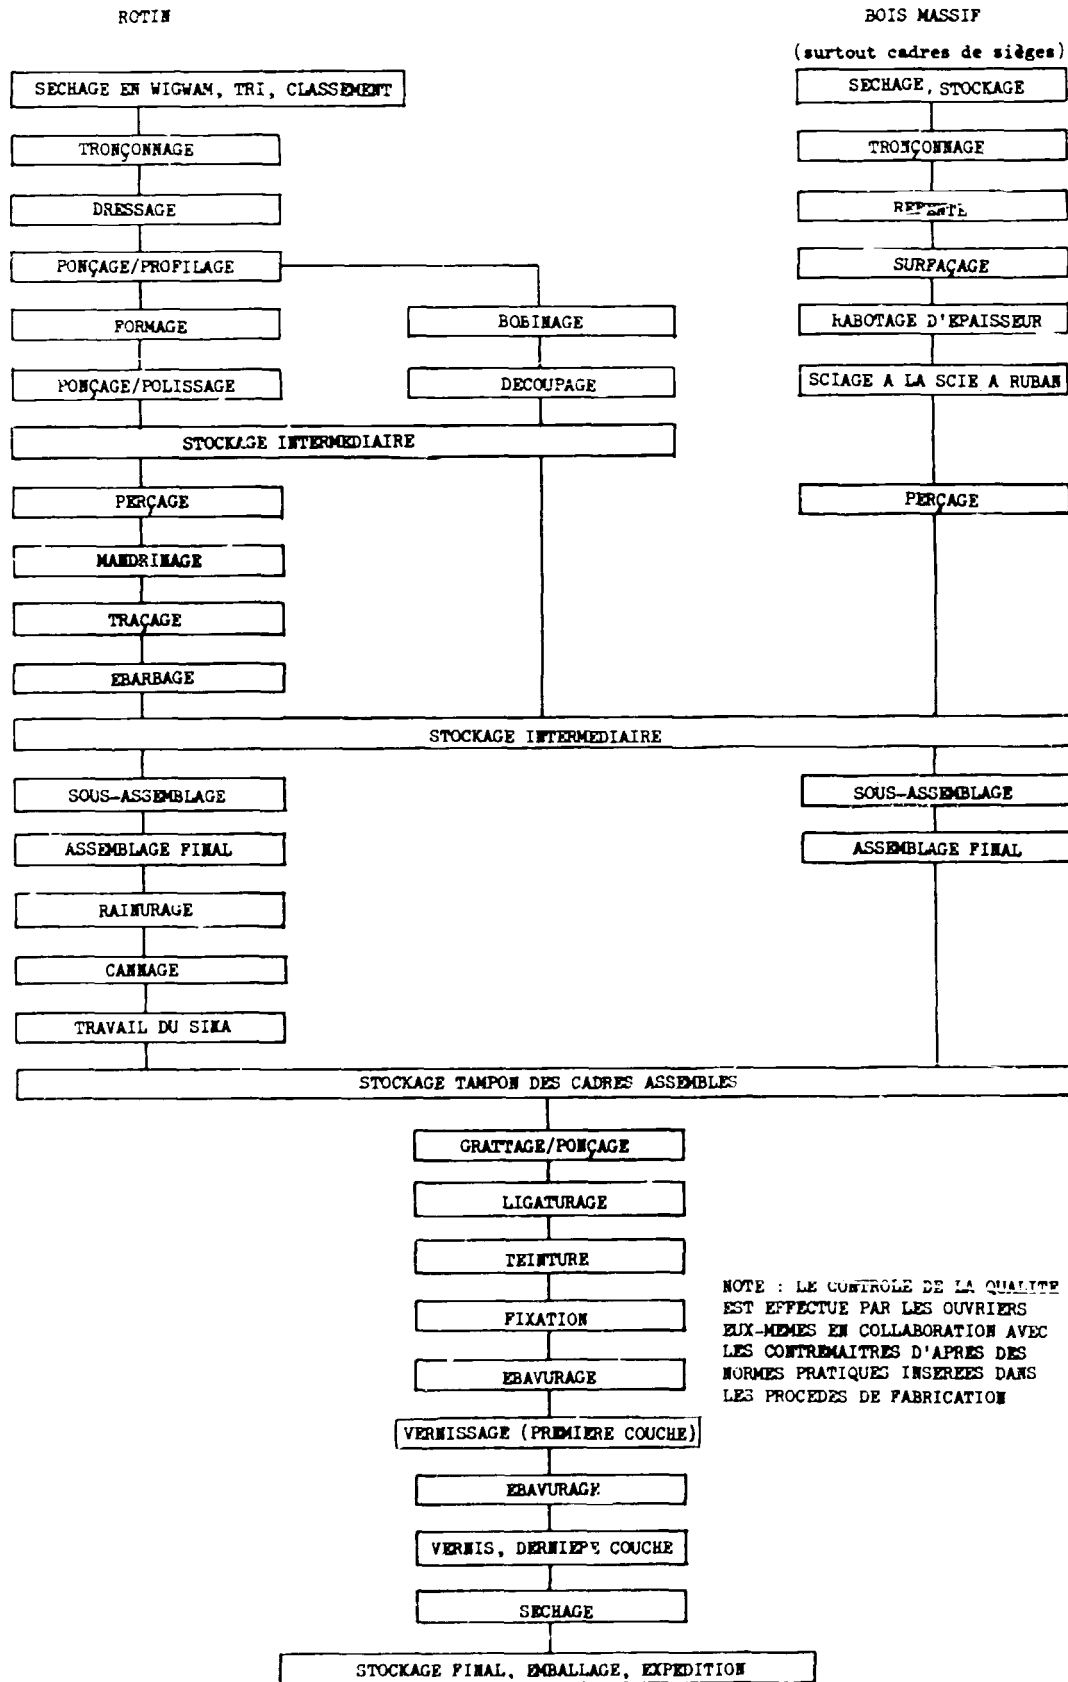 ROTIN
BOIS MASSIF
(surtout cadres de sièges)
SECHAGE EN WIGWAM, TRI, CLASSEMENT
SECHAGE, STOCKAGE
TRONÇONNAGE
TRONÇONNAGE
DRESSAGE
REFENTE
PONÇAGE/PROFILAGE
SURFAÇAGE
FORMAGE
BOBINAGE
RABOTAGE D'EPAISSEUR
PONÇAGE/POLISSAGE
DECOUPAGE
SCIAGE A LA SCIE A RUBAN
STOCKAGE INTERMEDIAIRE
PERÇAGE
PERÇAGE
MANDRINAGE
TRAÇAGE
EBARBAGE
STOCKAGE INTERMEDIAIRE
SOUS-ASSEMBLAGE
SOUS-ASSEMBLAGE
ASSEMBLAGE FINAL
ASSEMBLAGE FINAL
RAINURAGE
CANNAGE
TRAVAIL DU SIKA
STOCKAGE TAMPON DES CADRES ASSEMBLES
GRATTAGE/PONÇAGE
LIGATURAGE
TEINTURE
FIXATION
EBAVURAGE
VERNISSAGE (PREMIERE COUCHE)
EBAVURAGE
VERNIS, DERNIERE COUCHE
SECHAGE
STOCKAGE FINAL, EMBALLAGE, EXPEDITION
NOTE : LE CONTROLE DE LA QUALITE
EST EFFECTUE PAR LES OUVRIERS
EUX-MEMES EN COLLABORATION AVEC
LES CONTREMAITRES D'APRES DES
NORMES PRATIQUES INSEREES DANS
LES PROCEDES DE FABRICATION